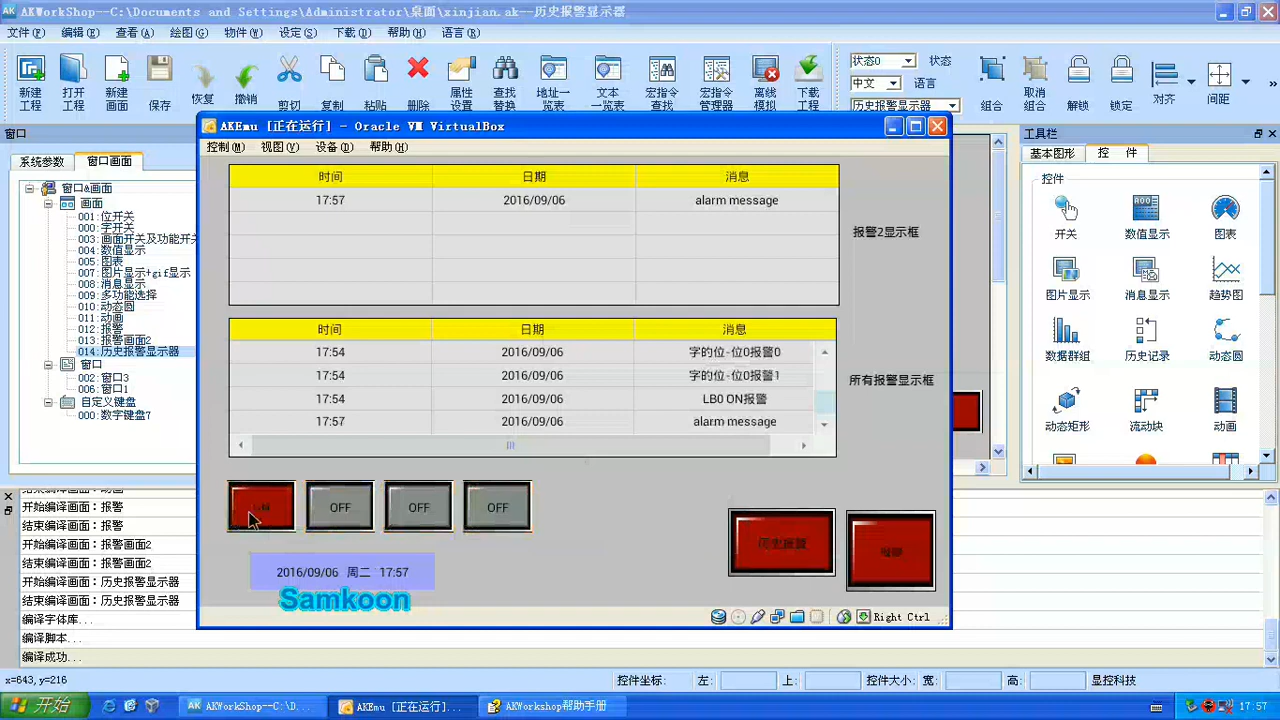 AKWorkShop--C:\Documents and Settings\Administrator\桌面\xinjian.ak--历史报警显示器
文件(F) 编辑(E) 查看(A) 绘图(G) 物件(W) 设定(S) 下载(D) 帮助(H) 语言(R)
状态0 状态
中文 语言
历史报警显示器
新建工程 打开工程 新建画面 保存 恢复 撤销 剪切 复制 粘贴 删除 属性设置 查找替换 地址一览表 文本一览表 宏指令查找 宏指令管理器 离线模拟 下载工程 组合 取消组合 解锁 锁定 对齐 间距
窗口
系统参数 窗口画面
窗口&画面
画面
001:位开关
000:字开关
003:画面开关及功能开关
004:数值显示
005:图表
007:图片显示+gif显示
008:消息显示
009:多功能选择
010:动态圆
011:动画
012:报警
013:报警画面2
014:历史报警显示器
窗口
002:窗口3
006:窗口1
自定义键盘
000:数字键盘7
AKEmu [正在运行] - Oracle VM VirtualBox
控制(M) 视图(V) 设备(D) 帮助(H)
时间 日期 消息
17:57 2016/09/06 alarm message
报警2显示框
时间 日期 消息
17:54 2016/09/06 字的位-位0报警0
17:54 2016/09/06 字的位-位0报警1
17:54 2016/09/06 LB0 ON报警
17:57 2016/09/06 alarm message
所有报警显示框
OFF OFF OFF
历史报警
2016/09/06 周二 17:57
Samkoon
Right Ctrl
工具栏
基本图形 控 件
控件
开关 数值显示 图表
图片显示 消息显示 趋势图
数据群组 历史记录 动态圆
动态矩形 流动块 动画
开始编译画面：报警
结束编译画面：报警
开始编译画面：报警画面2
结束编译画面：报警画面2
开始编译画面：历史报警显示器
结束编译画面：历史报警显示器
编译字体库...
编译脚本...
编译成功...
x=643, y=216 控件坐标: 左: 上: 控件大小: 宽: 高: 显控科技
开始 AKWorkShop--C:\D... AKEmu [正在运行]... AKWorkshop帮助手册 17:57